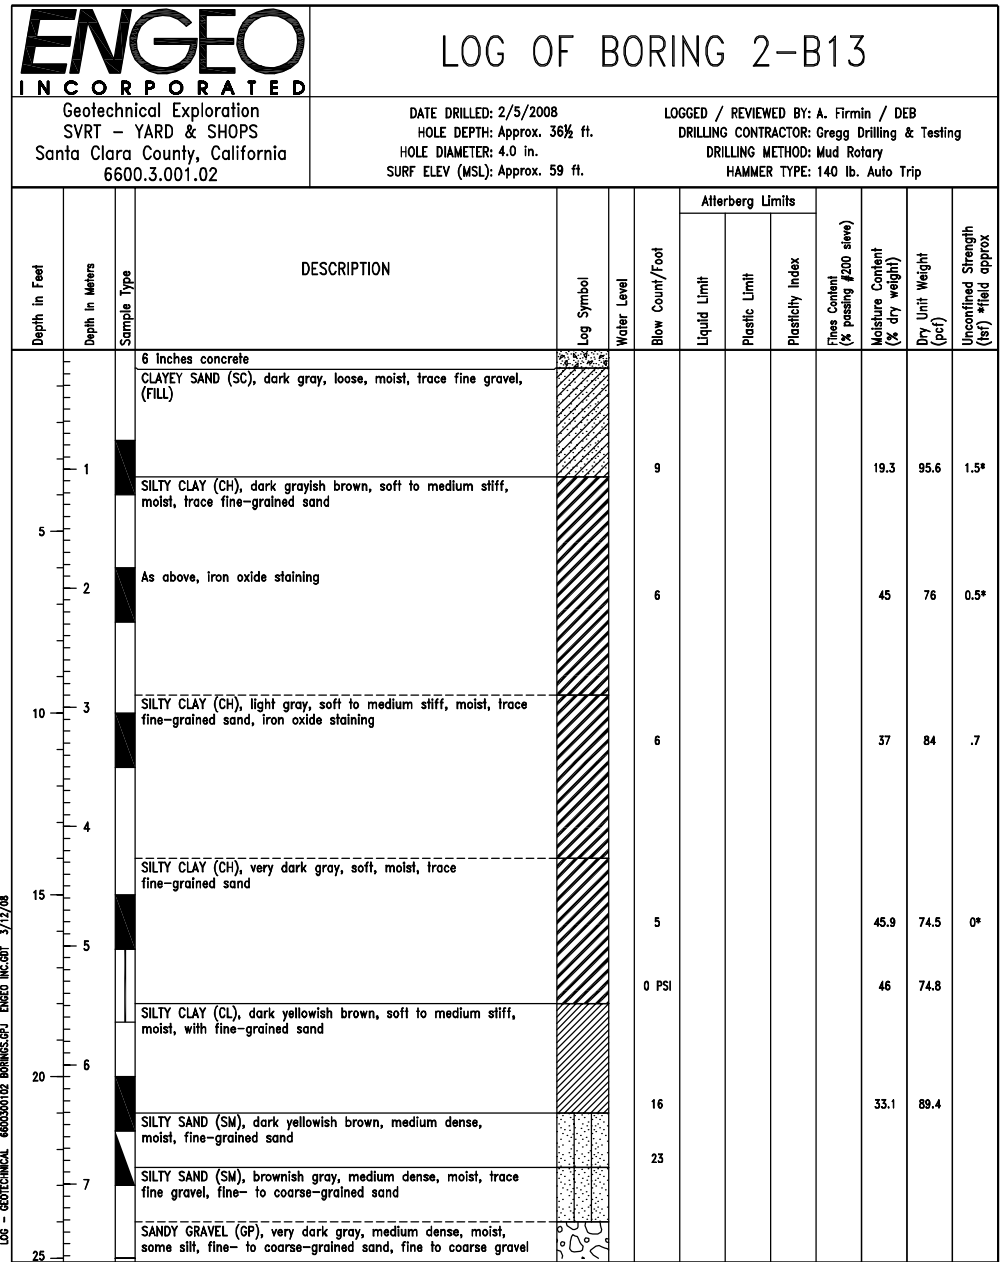 ENGEO
INCORPORATED
LOG OF BORING 2-B13
Geotechnical Exploration
SVRT - YARD & SHOPS
Santa Clara County, California
6600.3.001.02
DATE DRILLED: 2/5/2008
HOLE DEPTH: Approx. 36½ ft.
HOLE DIAMETER: 4.0 in.
SURF ELEV (MSL): Approx. 59 ft.
LOGGED / REVIEWED BY: A. Firmin / DEB
DRILLING CONTRACTOR: Gregg Drilling & Testing
DRILLING METHOD: Mud Rotary
HAMMER TYPE: 140 lb. Auto Trip
Depth in Feet
Depth in Meters
Sample Type
DESCRIPTION
Log Symbol
Water Level
Blow Count/Foot
Atterberg Limits
Liquid Limit
Plastic Limit
Plasticity Index
Fines Content
(% passing #200 sieve)
Moisture Content
(% dry weight)
Dry Unit Weight
(pcf)
Unconfined Strength
(tsf) *field approx
6 inches concrete
CLAYEY SAND (SC), dark gray, loose, moist, trace fine gravel,
(FILL)
1 9 19.3 95.6 1.5*
SILTY CLAY (CH), dark grayish brown, soft to medium stiff,
moist, trace fine-grained sand
5
As above, iron oxide staining
2 6 45 76 0.5*
SILTY CLAY (CH), light gray, soft to medium stiff, moist, trace
fine-grained sand, iron oxide staining
10 3
6 37 84 .7
4
SILTY CLAY (CH), very dark gray, soft, moist, trace
fine-grained sand
15
5 45.9 74.5 0*
5
0 PSI 46 74.8
SILTY CLAY (CL), dark yellowish brown, soft to medium stiff,
moist, with fine-grained sand
6
20
16 33.1 89.4
SILTY SAND (SM), dark yellowish brown, medium dense,
moist, fine-grained sand
23
SILTY SAND (SM), brownish gray, medium dense, moist, trace
fine gravel, fine- to coarse-grained sand
7
SANDY GRAVEL (GP), very dark gray, medium dense, moist,
some silt, fine- to coarse-grained sand, fine to coarse gravel
25
LOG - GEOTECHNICAL 6600300102 BORINGS.GPJ ENGEO INC.GDT 3/12/08